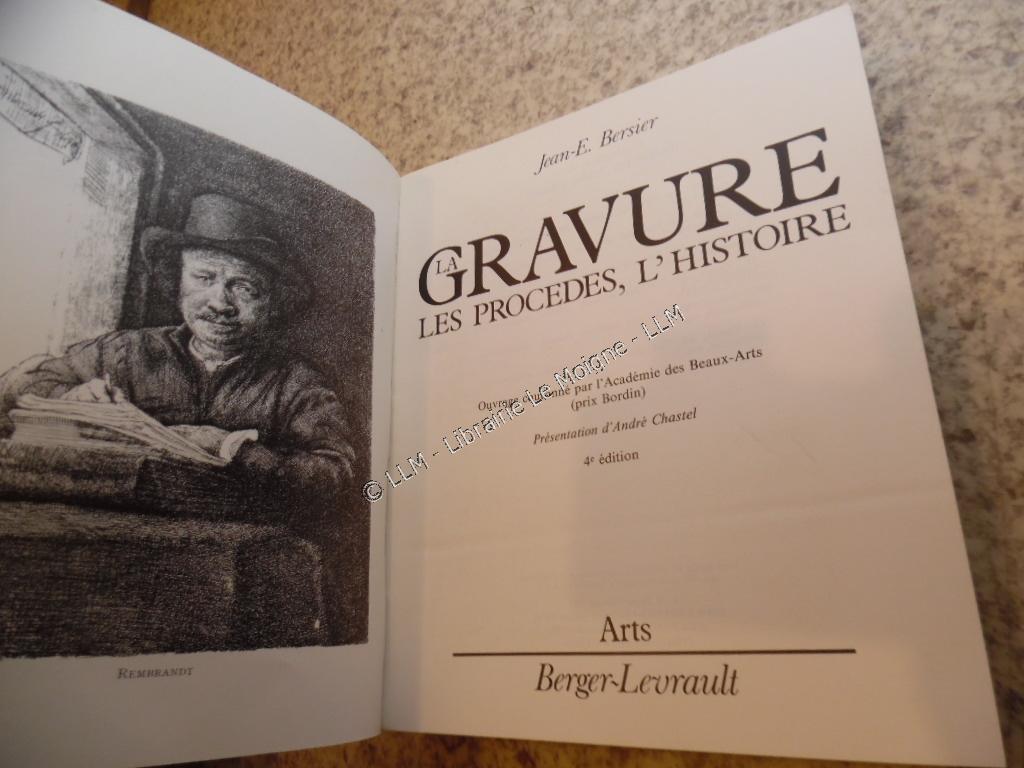 REMBRANDT
Jean-E. Bersier
LA GRAVURE
LES PROCEDES, L'HISTOIRE
Ouvrage couronné par l'Académie des Beaux-Arts
(prix Bordin)
Présentation d'André Chastel
4e édition
Arts
Berger-Levrault
© LLM - Librairie Le Moigne - LLM